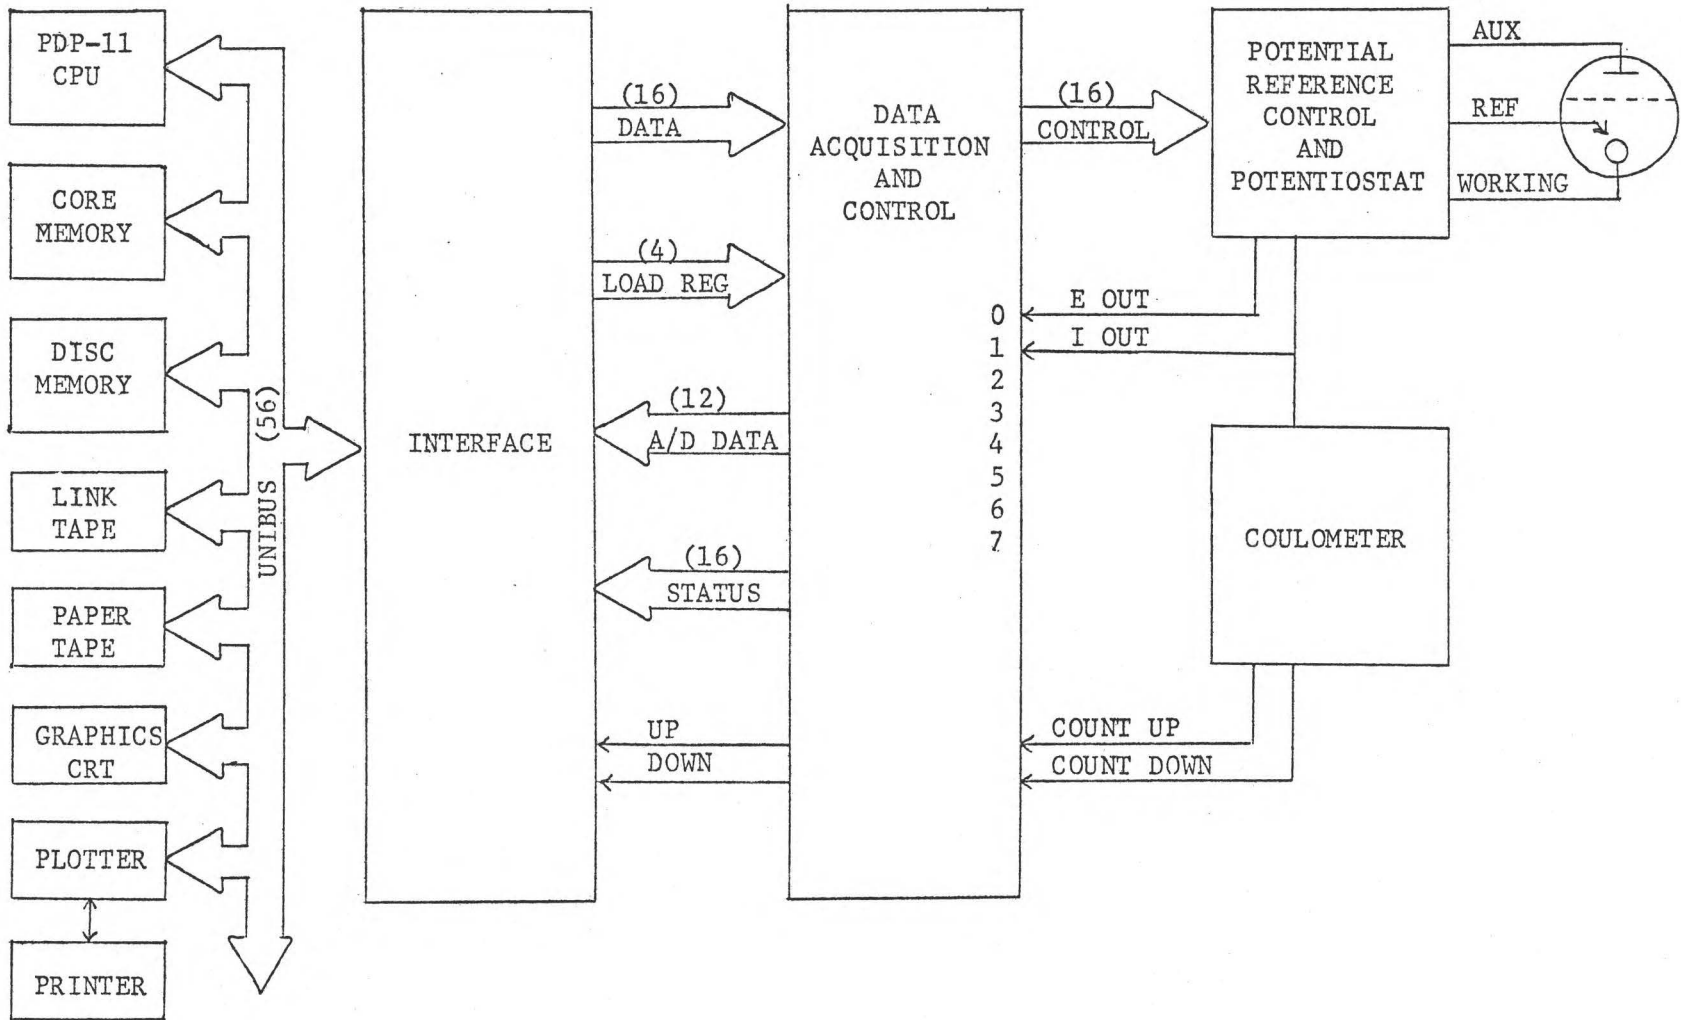 PDP-11
CPU
CORE
MEMORY
DISC
MEMORY
LINK
TAPE
PAPER
TAPE
GRAPHICS
CRT
PLOTTER
PRINTER
UNIBUS (56)
INTERFACE
(16)
DATA
(4)
LOAD REG
(12)
A/D DATA
(16)
STATUS
UP
DOWN
DATA
ACQUISITION
AND
CONTROL
0
1
2
3
4
5
6
7
(16)
CONTROL
E OUT
I OUT
COUNT UP
COUNT DOWN
POTENTIAL
REFERENCE
CONTROL
AND
POTENTIOSTAT
AUX
REF
WORKING
COULOMETER